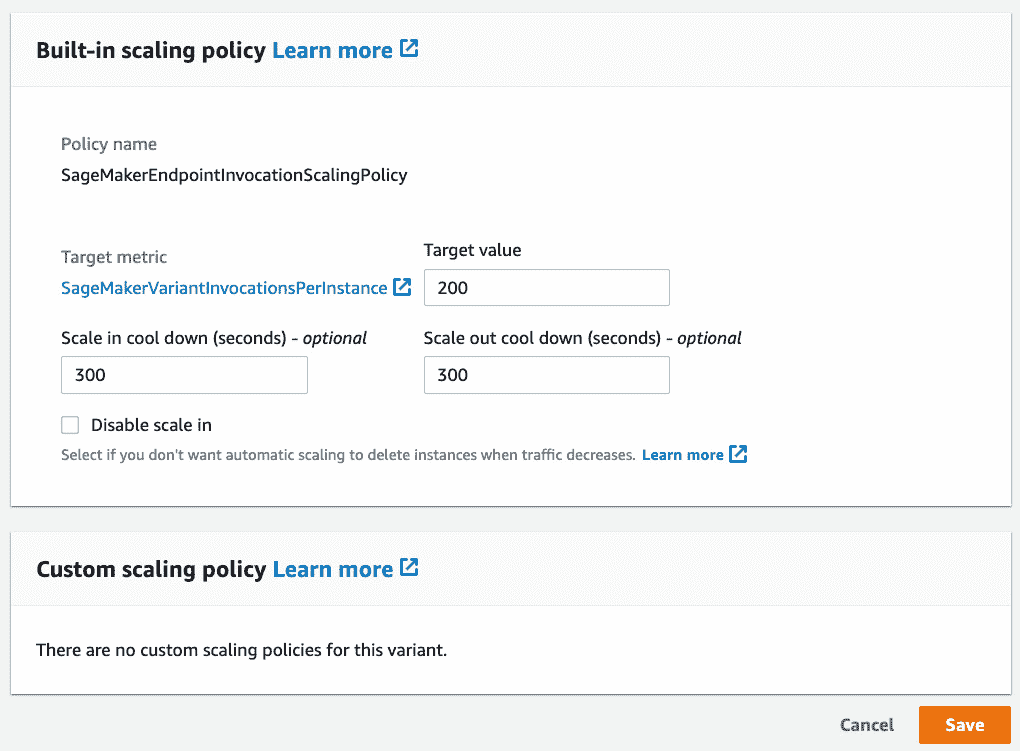 Built-in scaling policy Learn more
Policy name
SageMakerEndpointInvocationScalingPolicy
Target metric
SageMakerVariantInvocationsPerInstance
Target value
200
Scale in cool down (seconds) - optional
300
Scale out cool down (seconds) - optional
300
Disable scale in
Select if you don't want automatic scaling to delete instances when traffic decreases. Learn more
Custom scaling policy Learn more
There are no custom scaling policies for this variant.
Cancel
Save